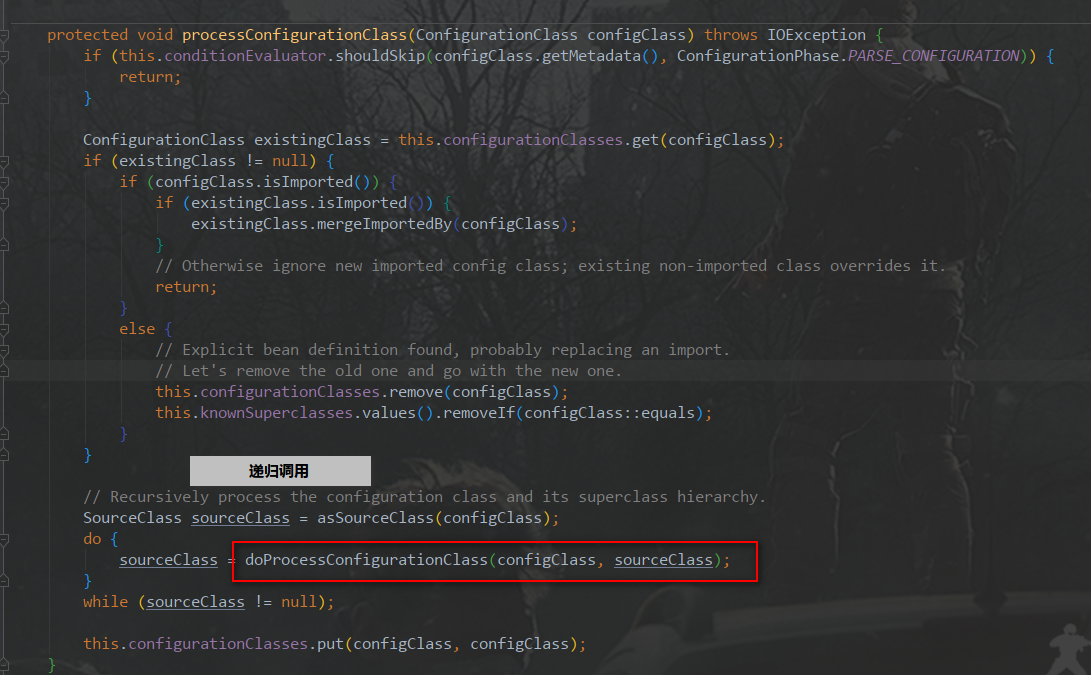 protected void processConfigurationClass(ConfigurationClass configClass) throws IOException {
if (this.conditionEvaluator.shouldSkip(configClass.getMetadata(), ConfigurationPhase.PARSE_CONFIGURATION)) {
return;
}
ConfigurationClass existingClass = this.configurationClasses.get(configClass);
if (existingClass != null) {
if (configClass.isImported()) {
if (existingClass.isImported()) {
existingClass.mergeImportedBy(configClass);
}
// Otherwise ignore new imported config class; existing non-imported class overrides it.
return;
}
else {
// Explicit bean definition found, probably replacing an import.
// Let's remove the old one and go with the new one.
this.configurationClasses.remove(configClass);
this.knownSuperclasses.values().removeIf(configClass::equals);
}
}
递归调用
// Recursively process the configuration class and its superclass hierarchy.
SourceClass sourceClass = asSourceClass(configClass);
do {
sourceClass = doProcessConfigurationClass(configClass, sourceClass);
}
while (sourceClass != null);
this.configurationClasses.put(configClass, configClass);
}